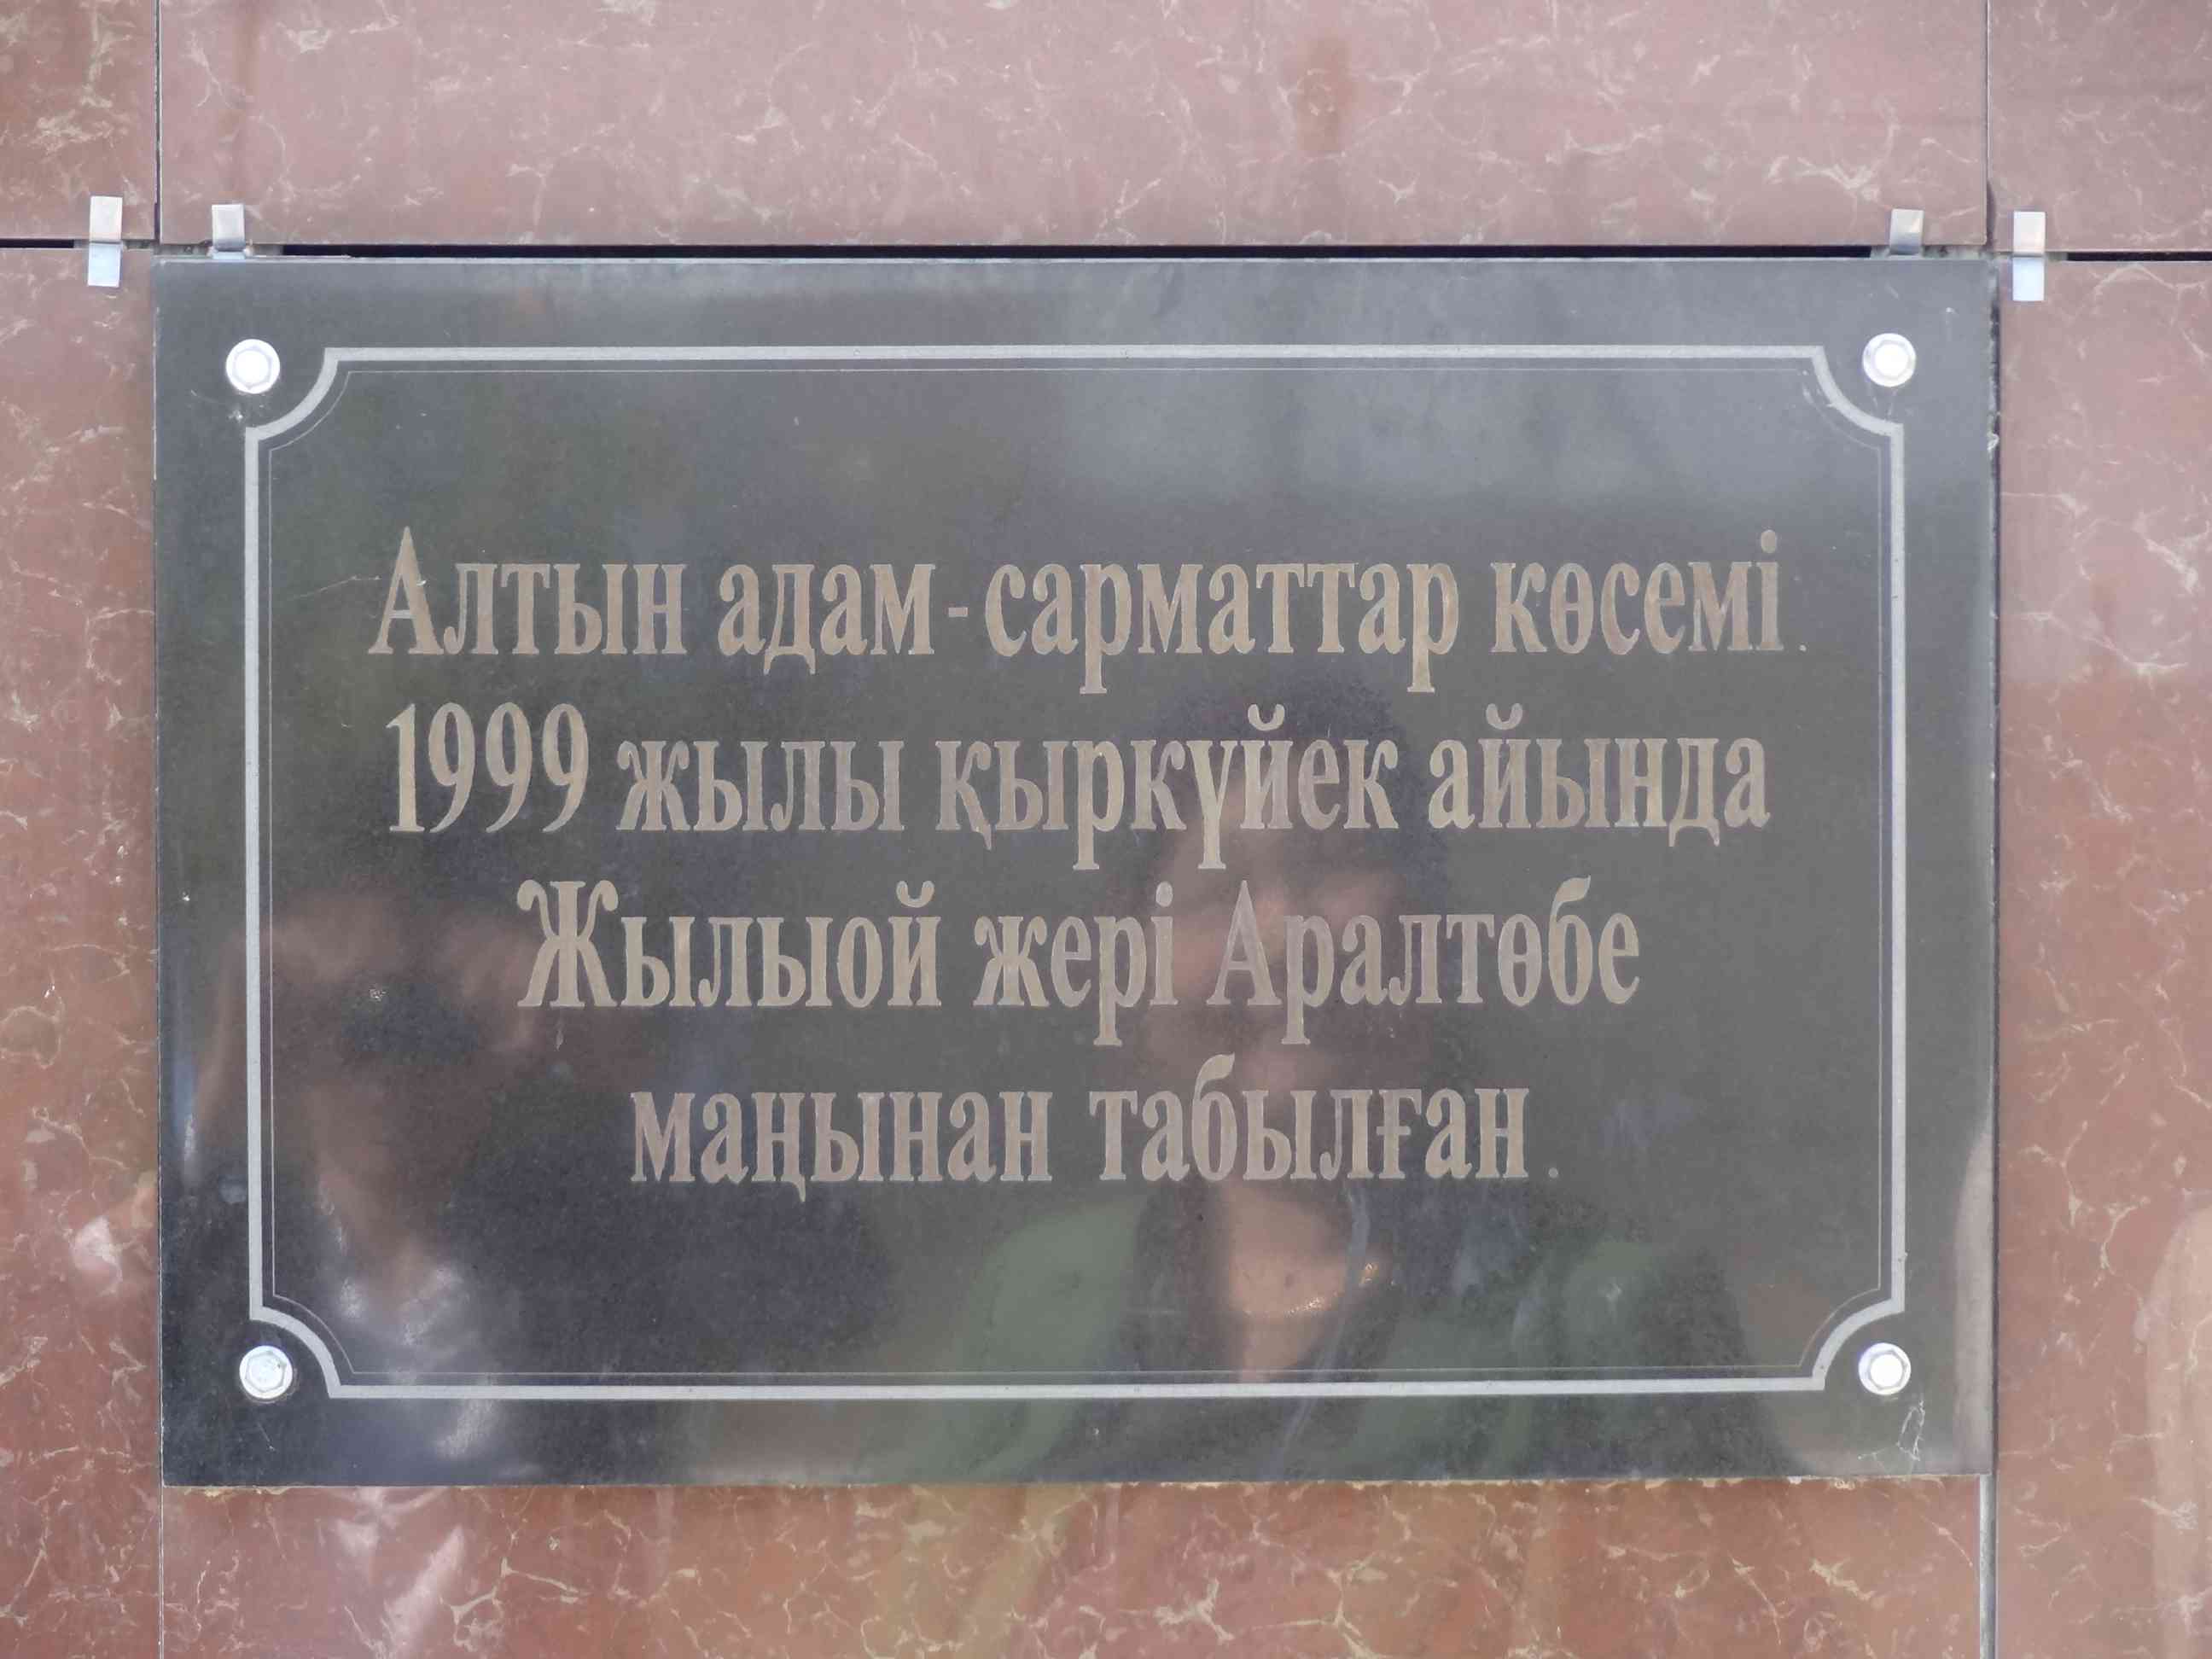 Алтын адам - сарматтар көсемі.
1999 жылы қыркүйек айында
Жылыой жері Аралтөбе
маңынан табылған.